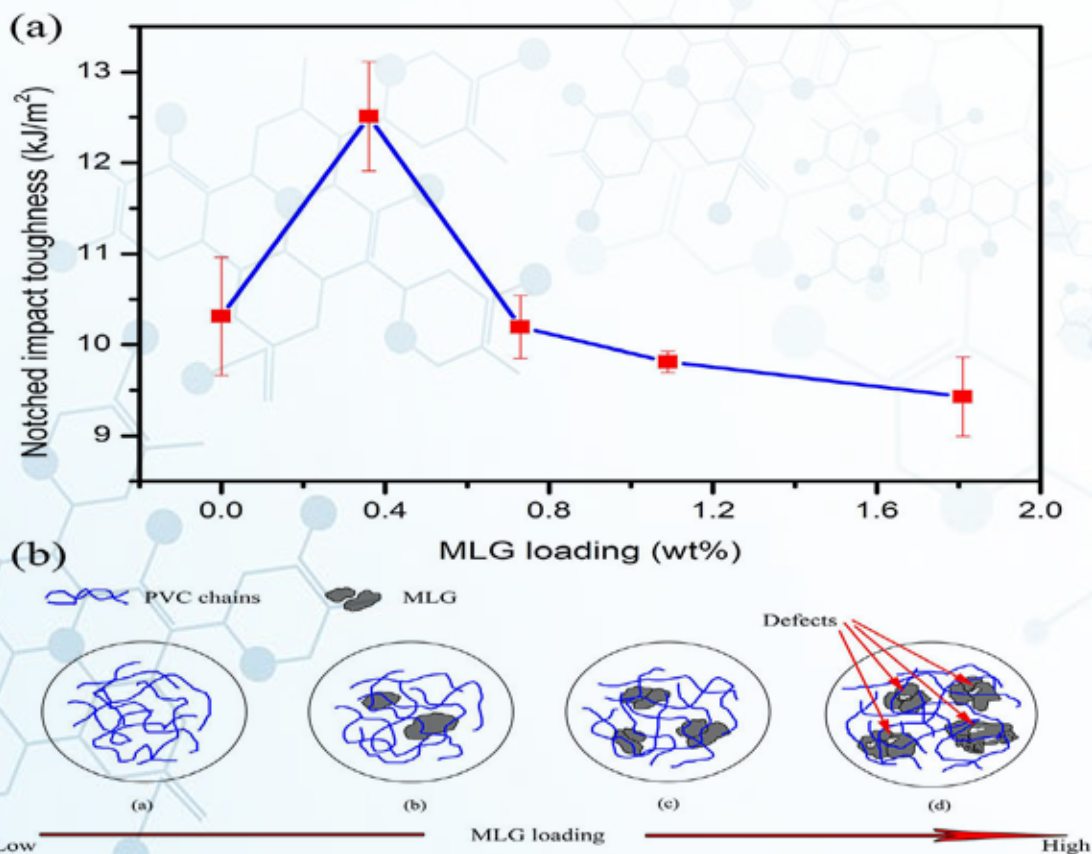 (a)
Notched impact toughness (kJ/m²)
13
12
11
10
9
0.0 0.4 0.8 1.2 1.6 2.0
MLG loading (wt%)
(b)
PVC chains MLG
Defects
(a) (b) (c) (d)
Low MLG loading High